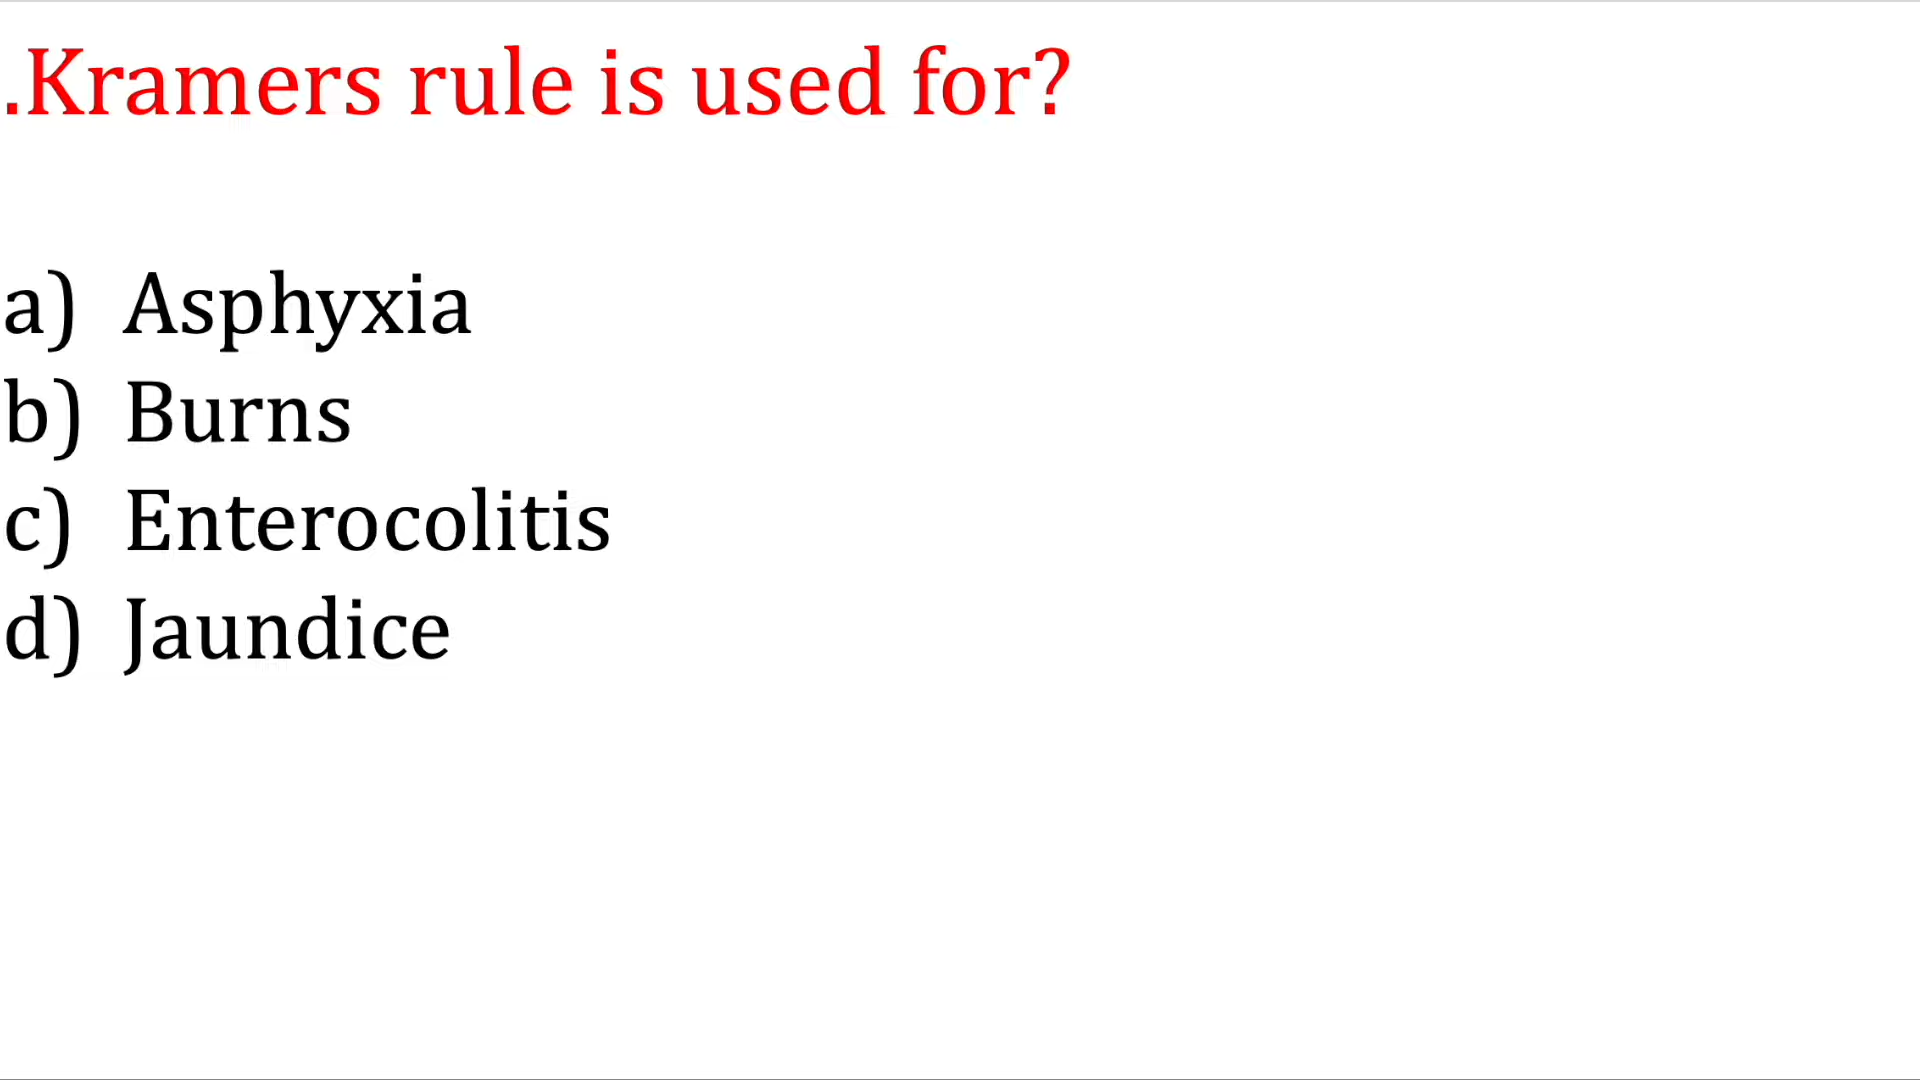 .Kramers rule is used for?
a) Asphyxia
b) Burns
c) Enterocolitis
d) Jaundice